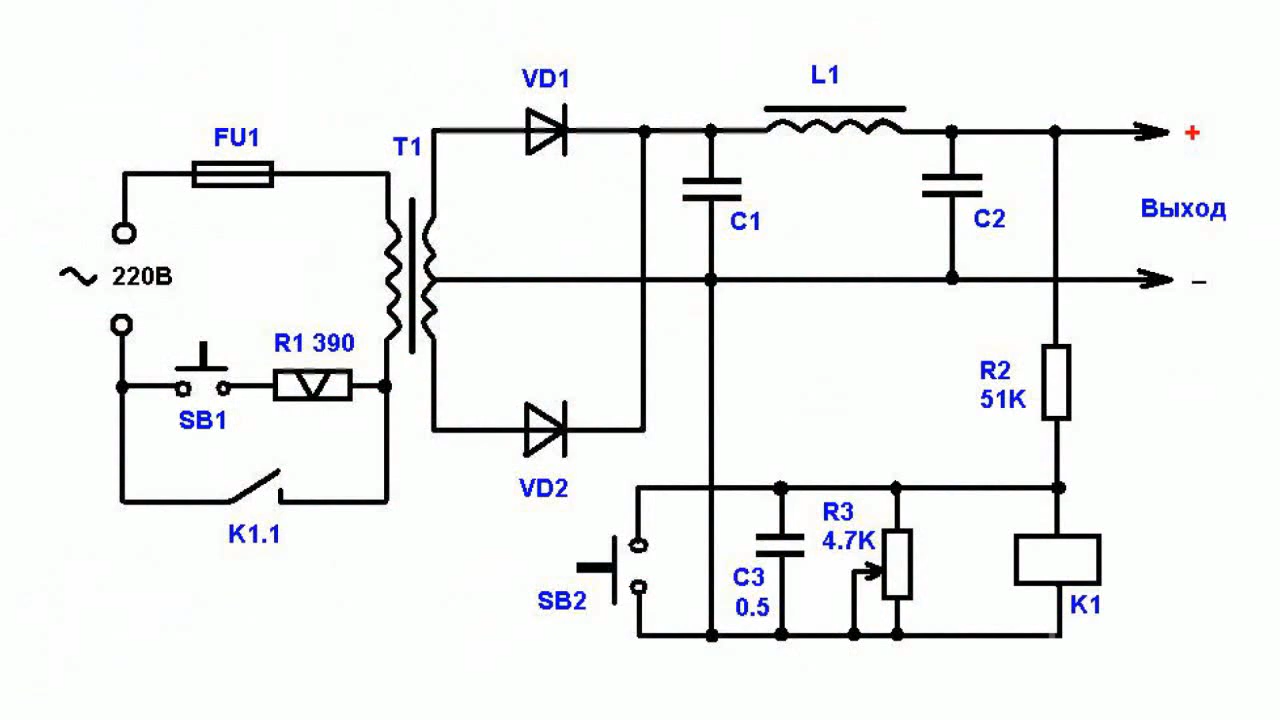 VD1
L1
FU1
T1
+
C1
C2
Выход
~ 220В
–
R1 390
R2
51K
SB1
VD2
K1.1
R3
4.7K
C3
0.5
SB2
K1